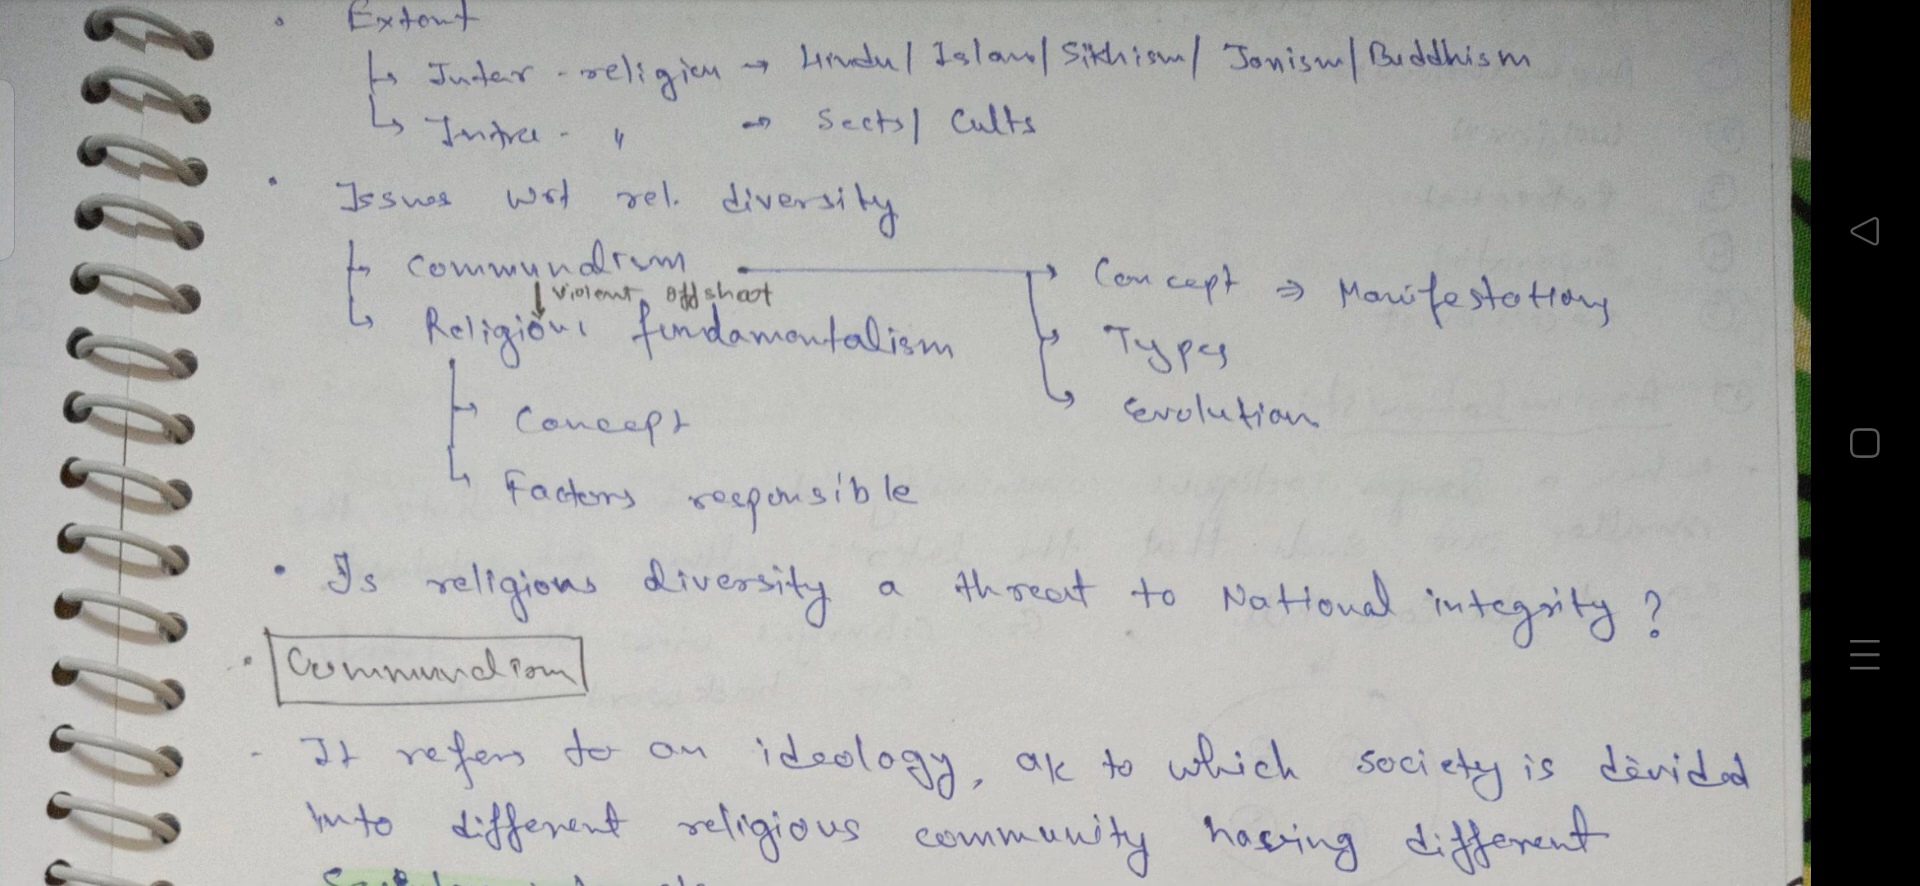 • Extent
↳ Inter - religion → Hindu / Islam / Sikhism / Janism / Buddhism
↳ Intra - " → Sects / Cults
• Issues wrt rel. diversity
↳ Communalism → Concept ⇒ Manifestations
↓ violent offshoot
↳ Religious fundamentalism
↳ Types
↳ Concept
↳ Evolution
↳ Factors responsible
• Is religious diversity a threat to National integrity ?
• Communalism
- It refers to an ideology, ak to which society is divided
into different religious community having different